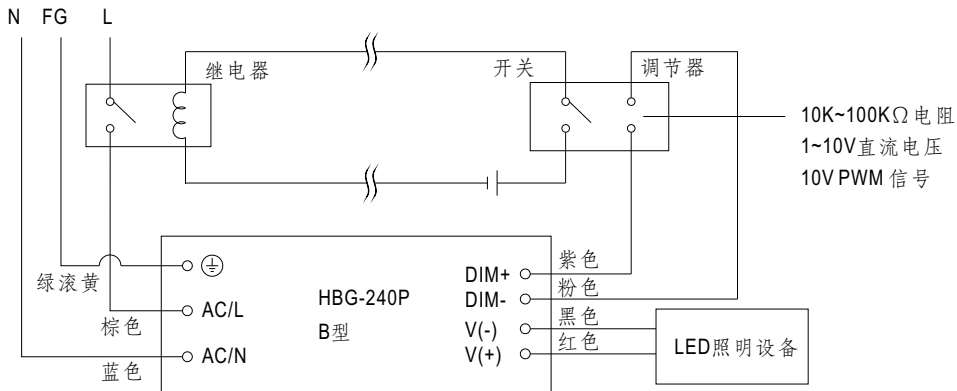 N FG L
继电器
开关
调节器
10K~100KΩ电阻
1~10V直流电压
10V PWM 信号
绿滚黄
棕色
AC/L
蓝色
AC/N
HBG-240P
B型
DIM+
紫色
DIM-
粉色
V(-)
黑色
V(+)
红色
LED照明设备